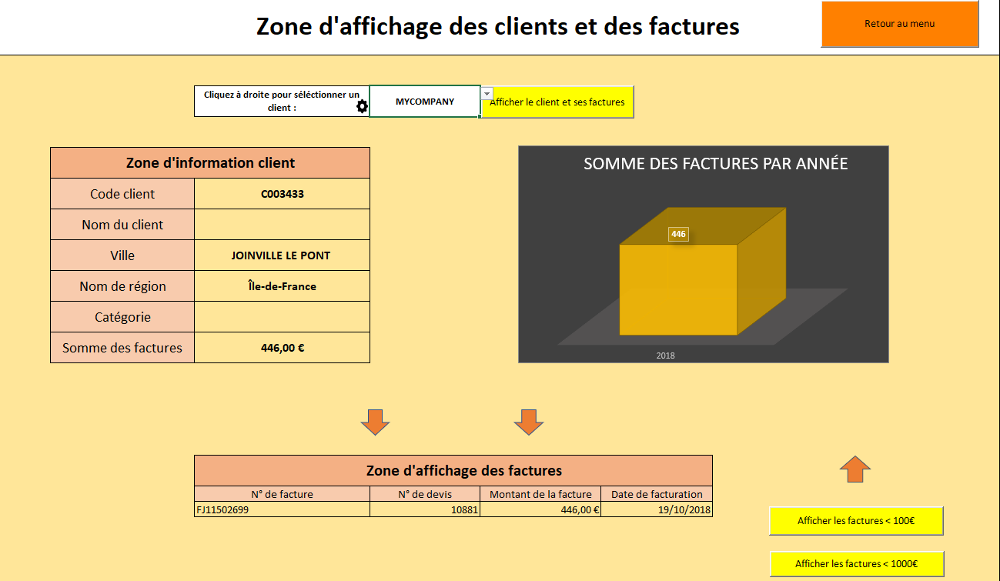 Zone d'affichage des clients et des factures
Retour au menu
Cliquez à droite pour séléctionner un
client :
MYCOMPANY
Afficher le client et ses factures
Zone d'information client
Code client C003433
Nom du client
Ville JOINVILLE LE PONT
Nom de région Île-de-France
Catégorie
Somme des factures 446,00 €
SOMME DES FACTURES PAR ANNÉE
446
2018
Zone d'affichage des factures
N° de facture N° de devis Montant de la facture Date de facturation
FJ11502699 10881 446,00 € 19/10/2018
Afficher les factures < 100€
Afficher les factures < 1000€